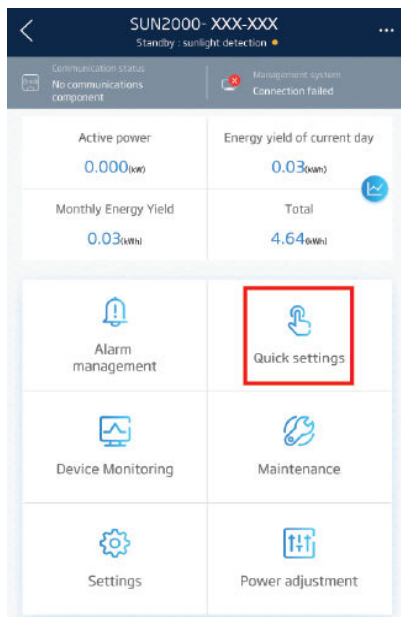 SUN2000- XXX-XXX
Standby : sunlight detection
Communication status
No communications
component
Management system
Connection failed
Active power
0.000(kW)
Energy yield of current day
0.03(kWh)
Monthly Energy Yield
0.03(kWh)
Total
4.64(kWh)
Alarm
management
Quick settings
Device Monitoring
Maintenance
Settings
Power adjustment